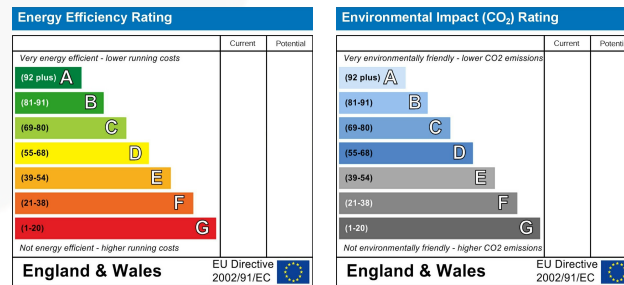 Energy Efficiency Rating
Current Potential
Very energy efficient - lower running costs
(92 plus) A
(81-91) B
(69-80) C
(55-68) D
(39-54) E
(21-38) F
(1-20) G
Not energy efficient - higher running costs
England & Wales
EU Directive
2002/91/EC
Environmental Impact (CO₂) Rating
Current Potenti
Very environmentally friendly - lower CO2 emissions
(92 plus) A
(81-91) B
(69-80) C
(55-68) D
(39-54) E
(21-38) F
(1-20) G
Not environmentally friendly - higher CO2 emissions
England & Wales
EU Directive
2002/91/EC